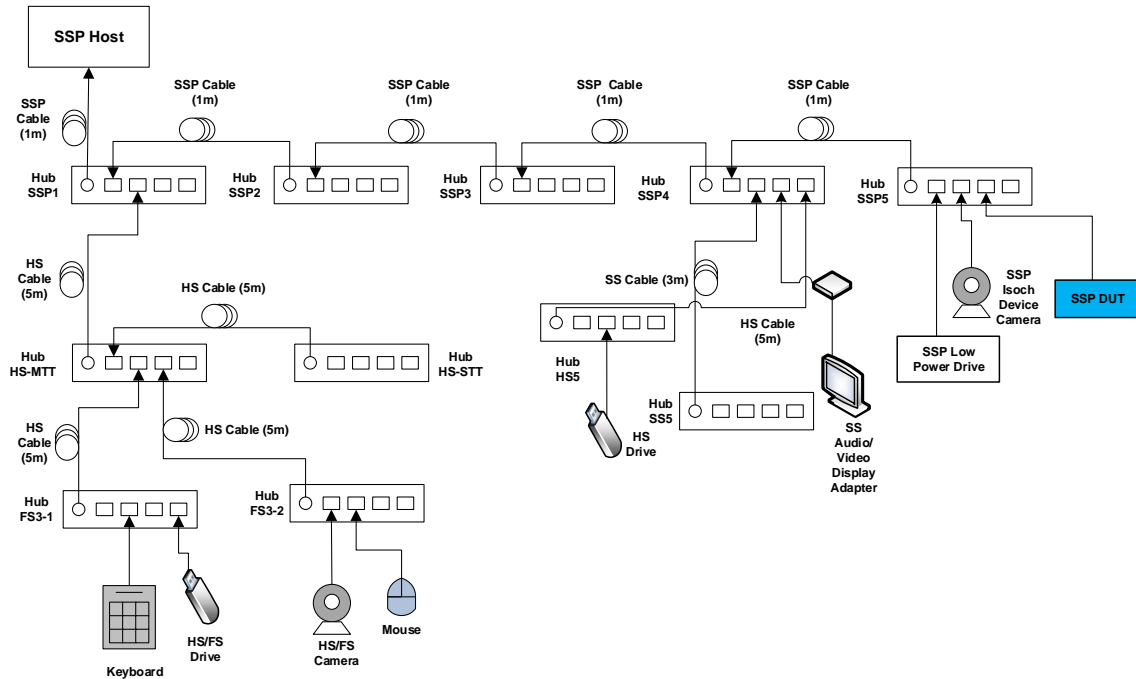 SSP Host
SSP
Cable
(1m)
SSP Cable
(1m)
SSP Cable
(1m)
SSP  Cable
(1m)
SSP Cable
(1m)
Hub
SSP1
Hub
SSP2
Hub
SSP3
Hub
SSP4
Hub
SSP5
HS
Cable
(5m)
HS Cable (5m)
SS Cable (3m)
HS Cable
(5m)
SSP
Isoch
Device
Camera
SSP DUT
SSP Low
Power Drive
Hub
HS-MTT
Hub
HS-STT
Hub
HS5
Hub
SS5
HS
Drive
SS
Audio/
Video
Display
Adapter
HS
Cable
(5m)
HS Cable (5m)
Hub
FS3-1
Hub
FS3-2
Keyboard
HS/FS
Drive
HS/FS
Camera
Mouse